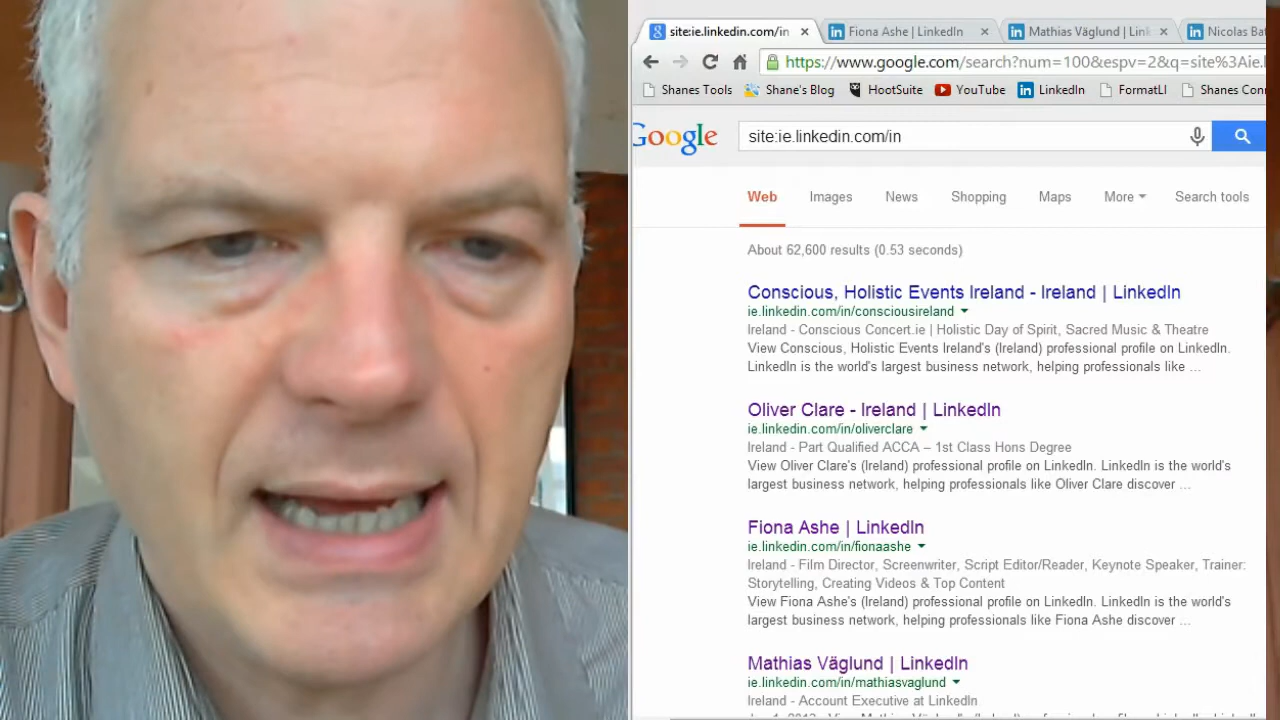 site:ie.linkedin.com/in
Fiona Ashe | LinkedIn
Mathias Väglund | Link
Nicolas Bat
https://www.google.com/search?num=100&espv=2&q=site%3Aie.l
Shanes Tools
Shane's Blog
HootSuite
YouTube
LinkedIn
FormatLI
Shanes Con
Google
site:ie.linkedin.com/in
Web
Images
News
Shopping
Maps
More
Search tools
About 62,600 results (0.53 seconds)
Conscious, Holistic Events Ireland - Ireland | LinkedIn
ie.linkedin.com/in/consciousireland
Ireland - Conscious Concert.ie | Holistic Day of Spirit, Sacred Music & Theatre
View Conscious, Holistic Events Ireland's (Ireland) professional profile on LinkedIn.
LinkedIn is the world's largest business network, helping professionals like ...
Oliver Clare - Ireland | LinkedIn
ie.linkedin.com/in/oliverclare
Ireland - Part Qualified ACCA – 1st Class Hons Degree
View Oliver Clare's (Ireland) professional profile on LinkedIn. LinkedIn is the world's
largest business network, helping professionals like Oliver Clare discover ...
Fiona Ashe | LinkedIn
ie.linkedin.com/in/fionaashe
Ireland - Film Director, Screenwriter, Script Editor/Reader, Keynote Speaker, Trainer:
Storytelling, Creating Videos & Top Content
View Fiona Ashe's (Ireland) professional profile on LinkedIn. LinkedIn is the world's
largest business network, helping professionals like Fiona Ashe discover ...
Mathias Väglund | LinkedIn
ie.linkedin.com/in/mathiasvaglund
Ireland - Account Executive at LinkedIn